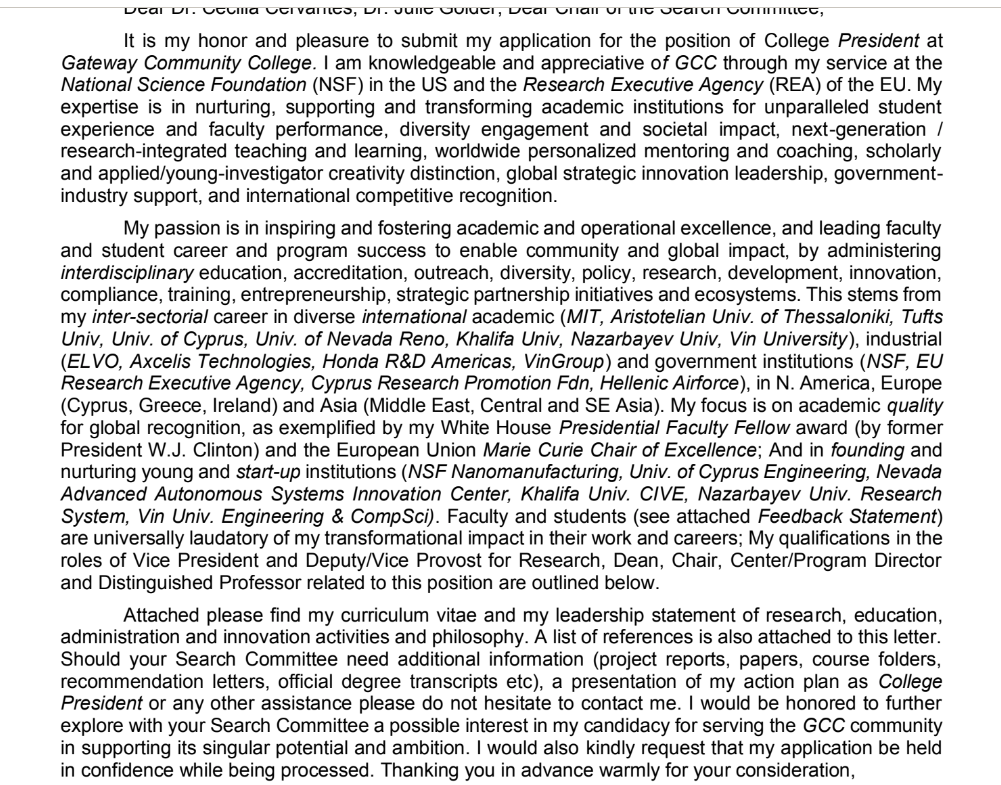 Dear Dr. Cecilia Cervantes, Dr. Julie Golder, Dear Chair of the Search Committee,
It is my honor and pleasure to submit my application for the position of College President at
Gateway Community College. I am knowledgeable and appreciative of GCC through my service at the
National Science Foundation (NSF) in the US and the Research Executive Agency (REA) of the EU. My
expertise is in nurturing, supporting and transforming academic institutions for unparalleled student
experience and faculty performance, diversity engagement and societal impact, next-generation /
research-integrated teaching and learning, worldwide personalized mentoring and coaching, scholarly
and applied/young-investigator creativity distinction, global strategic innovation leadership, government-
industry support, and international competitive recognition.
My passion is in inspiring and fostering academic and operational excellence, and leading faculty
and student career and program success to enable community and global impact, by administering
interdisciplinary education, accreditation, outreach, diversity, policy, research, development, innovation,
compliance, training, entrepreneurship, strategic partnership initiatives and ecosystems. This stems from
my inter-sectorial career in diverse international academic (MIT, Aristotelian Univ. of Thessaloniki, Tufts
Univ, Univ. of Cyprus, Univ. of Nevada Reno, Khalifa Univ, Nazarbayev Univ, Vin University), industrial
(ELVO, Axcelis Technologies, Honda R&D Americas, VinGroup) and government institutions (NSF, EU
Research Executive Agency, Cyprus Research Promotion Fdn, Hellenic Airforce), in N. America, Europe
(Cyprus, Greece, Ireland) and Asia (Middle East, Central and SE Asia). My focus is on academic quality
for global recognition, as exemplified by my White House Presidential Faculty Fellow award (by former
President W.J. Clinton) and the European Union Marie Curie Chair of Excellence; And in founding and
nurturing young and start-up institutions (NSF Nanomanufacturing, Univ. of Cyprus Engineering, Nevada
Advanced Autonomous Systems Innovation Center, Khalifa Univ. CIVE, Nazarbayev Univ. Research
System, Vin Univ. Engineering & CompSci). Faculty and students (see attached Feedback Statement)
are universally laudatory of my transformational impact in their work and careers; My qualifications in the
roles of Vice President and Deputy/Vice Provost for Research, Dean, Chair, Center/Program Director
and Distinguished Professor related to this position are outlined below.
Attached please find my curriculum vitae and my leadership statement of research, education,
administration and innovation activities and philosophy. A list of references is also attached to this letter.
Should your Search Committee need additional information (project reports, papers, course folders,
recommendation letters, official degree transcripts etc), a presentation of my action plan as College
President or any other assistance please do not hesitate to contact me. I would be honored to further
explore with your Search Committee a possible interest in my candidacy for serving the GCC community
in supporting its singular potential and ambition. I would also kindly request that my application be held
in confidence while being processed. Thanking you in advance warmly for your consideration,